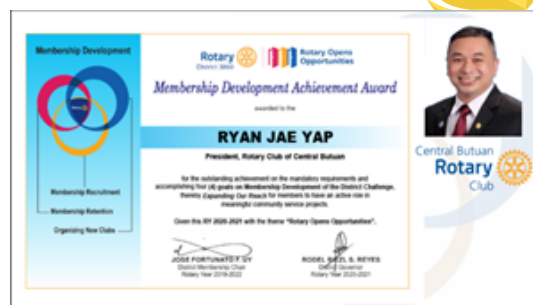 Membership Development
Rotary
District 3860
Rotary Opens
Opportunities
Membership Development Achievement Award
awarded to the
RYAN JAE YAP
President, Rotary Club of Central Butuan
for the outstanding achievement on the mandatory requirements and
accomplishing four (4) goals on Membership Development of the District Challenge,
thereby Expanding Our Reach for members to have an active role in
meaningful community service projects.
Given this RY 2020-2021 with the theme "Rotary Opens Opportunities".
Membership Recruitment
Membership Retention
Organizing New Clubs
JOSE FORTUNATO F. UY
District Membership Chair
Rotary Year 2019-2022
RODEL RIEZL S. REYES
District Governor
Rotary Year 2020-2021
Central Butuan
Rotary
Club